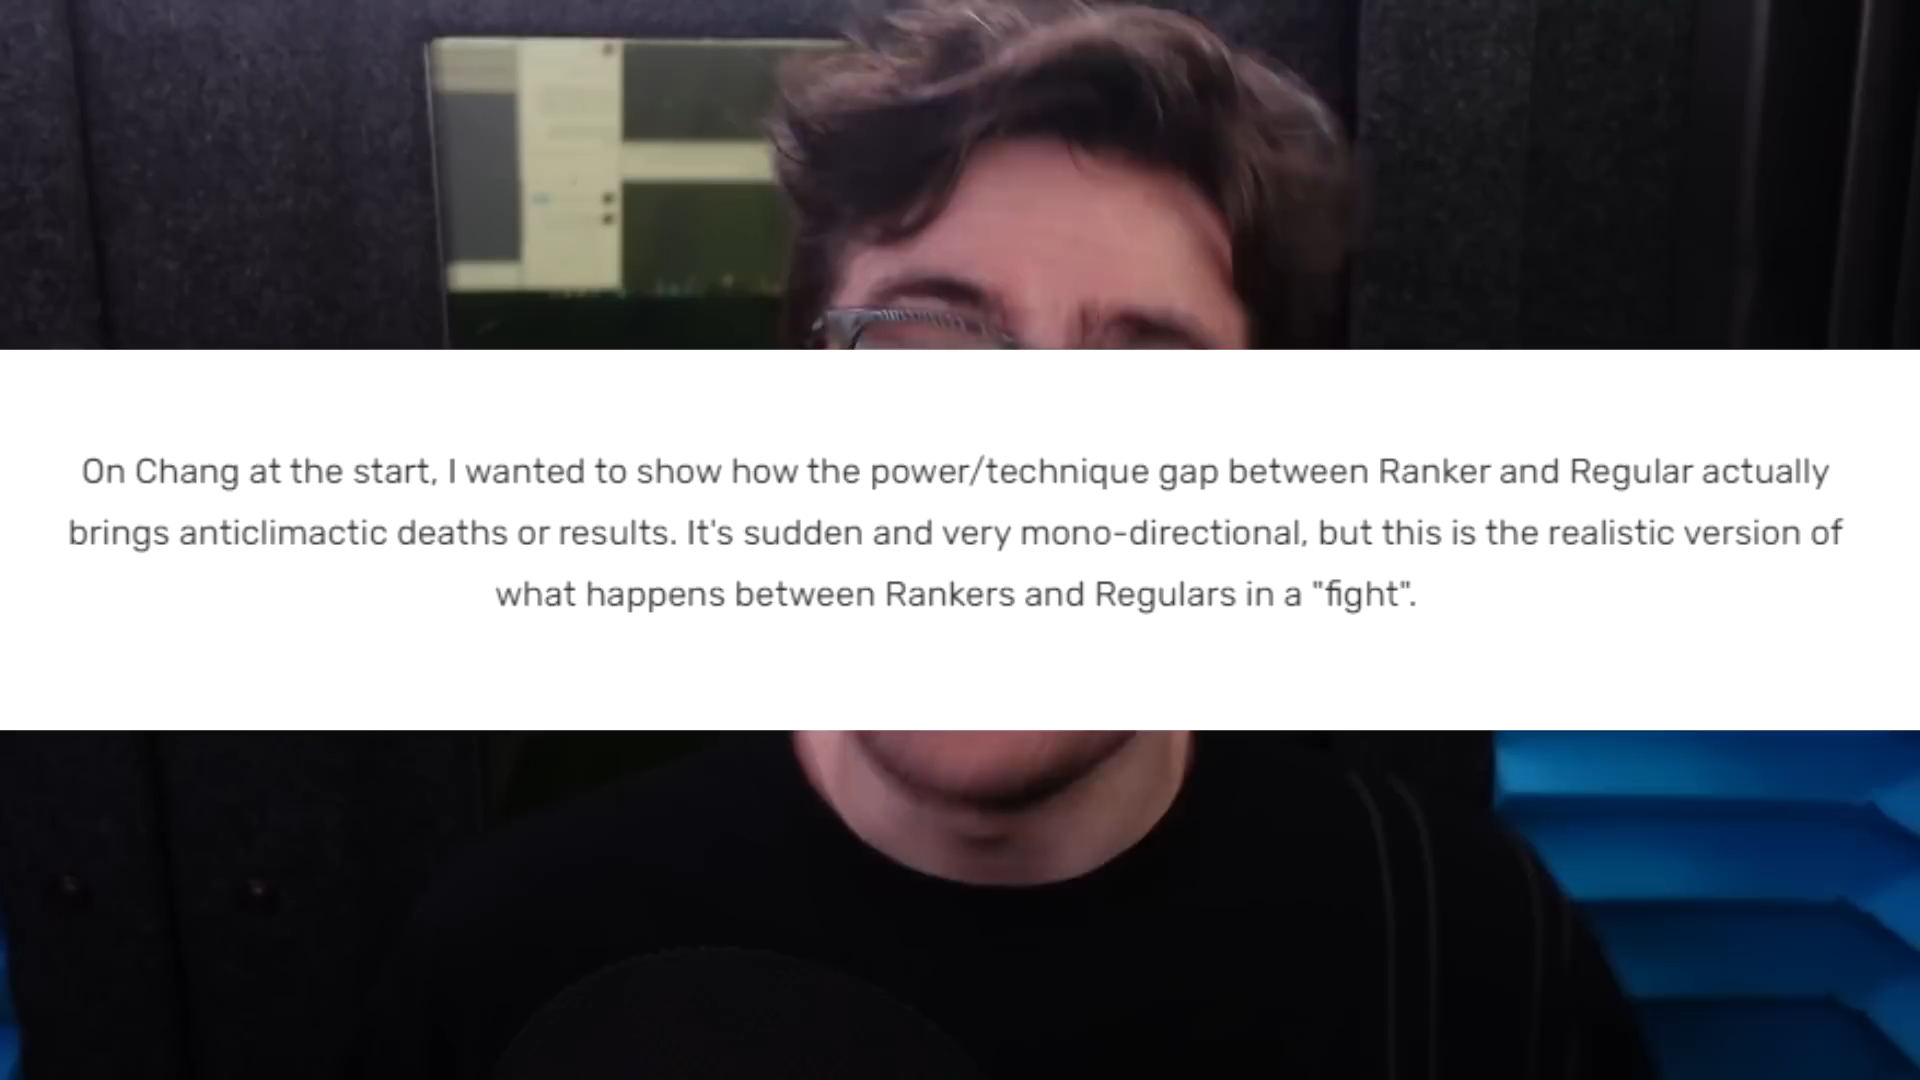 On Chang at the start, I wanted to show how the power/technique gap between Ranker and Regular actually
brings anticlimactic deaths or results. It's sudden and very mono-directional, but this is the realistic version of
what happens between Rankers and Regulars in a "fight".